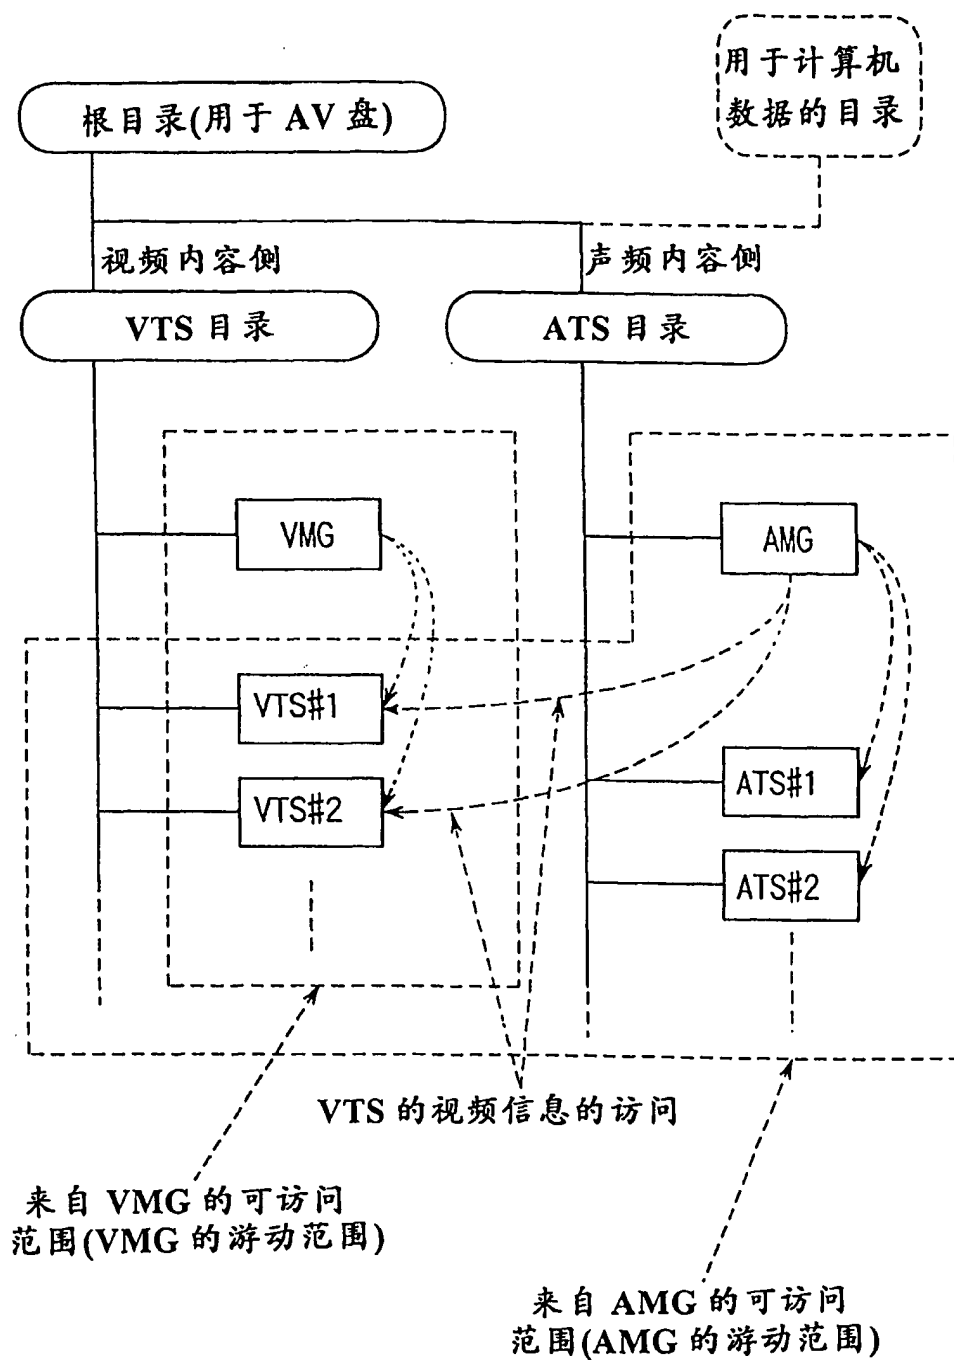 用于计算机
数据的目录
根目录(用于 AV 盘)
视频内容侧
声频内容侧
VTS 目录
ATS 目录
VMG
AMG
VTS#1
VTS#2
ATS#1
ATS#2
VTS 的视频信息的访问
来自 VMG 的可访问
范围(VMG 的游动范围)
来自 AMG 的可访问
范围(AMG 的游动范围)